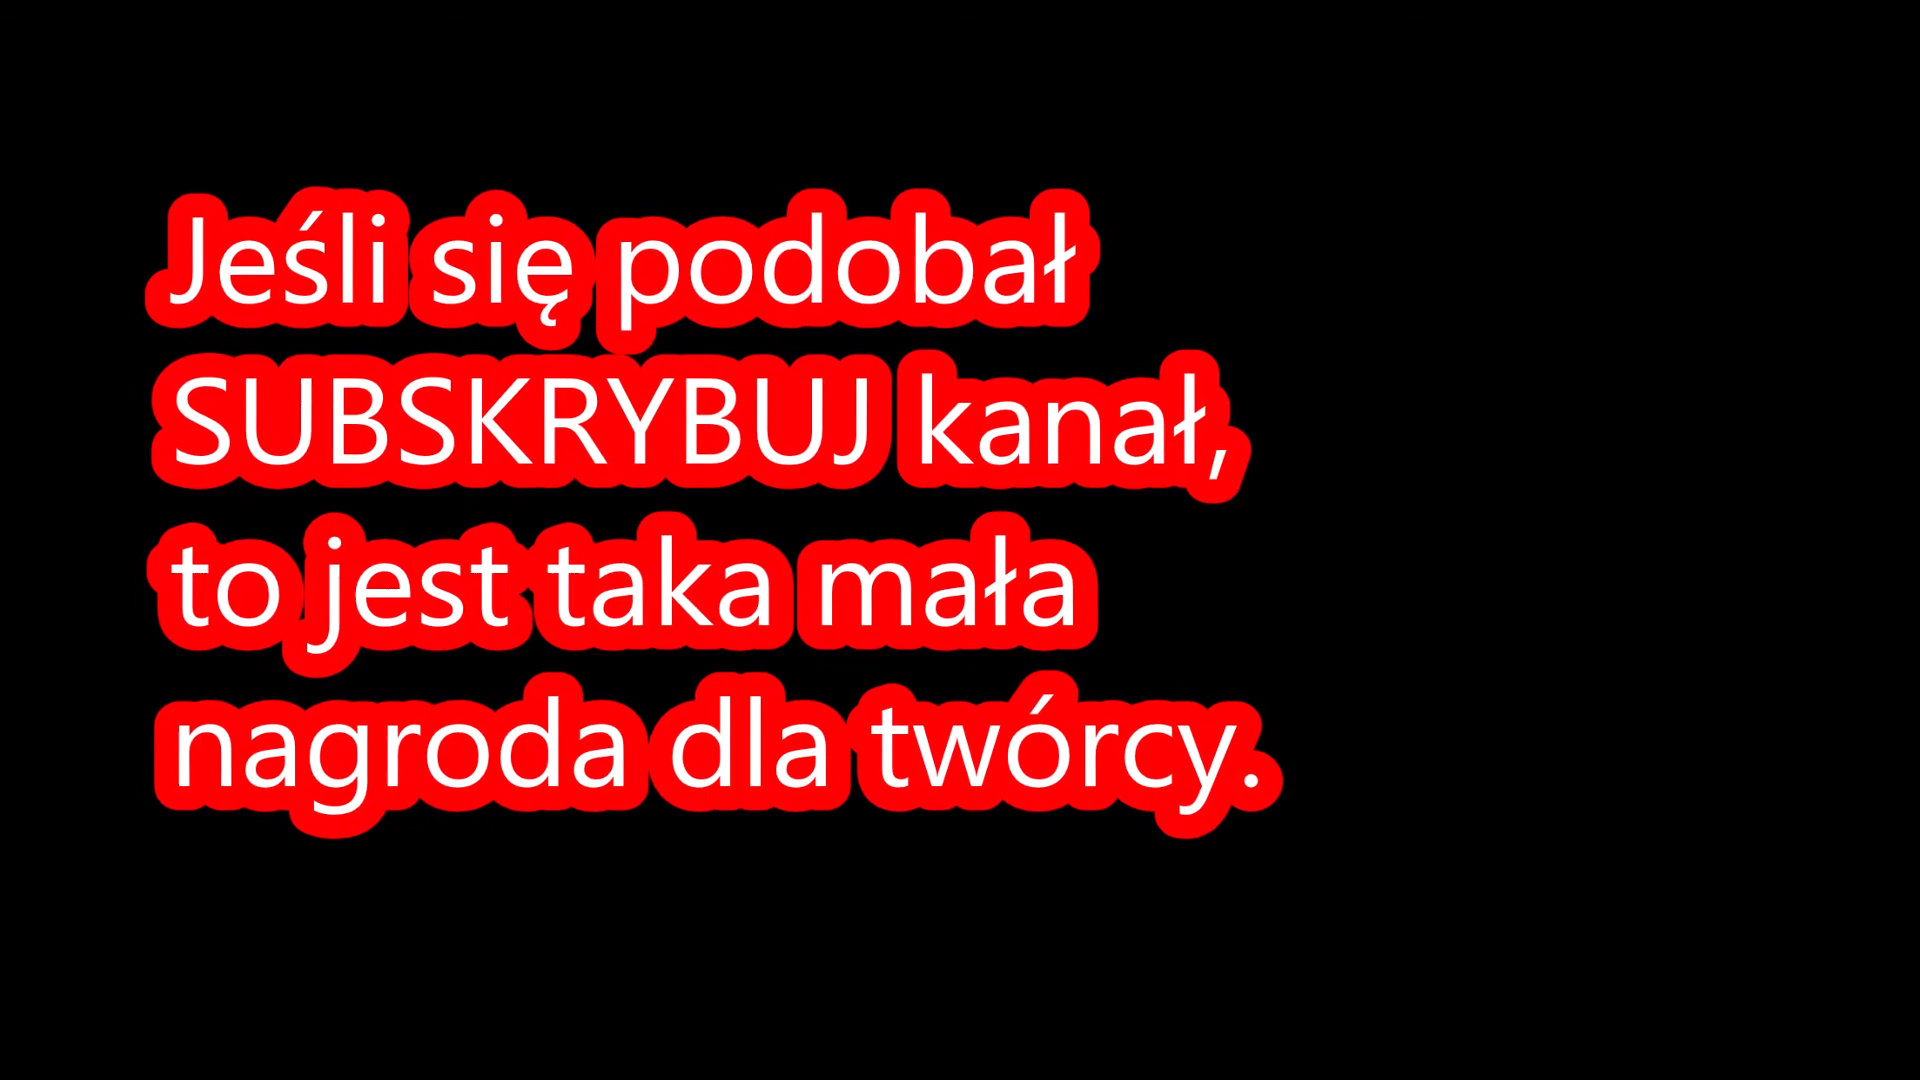 Jeśli się podobał
SUBSKRYBUJ kanał,
to jest taka mała
nagroda dla twórcy.